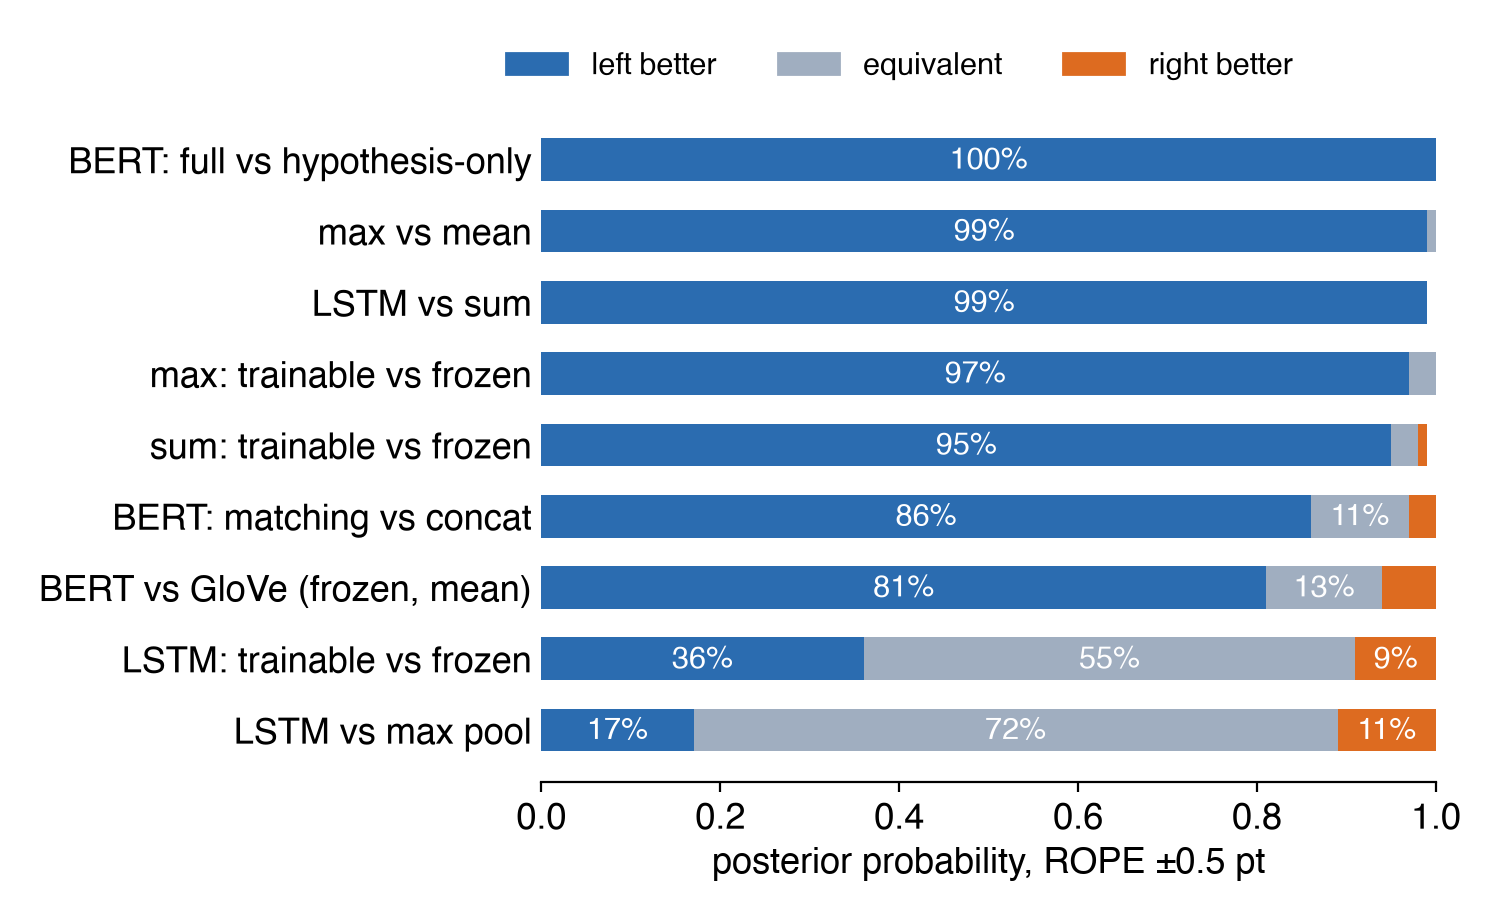 left better equivalent right better
BERT: full vs hypothesis-only 100%
max vs mean 99%
LSTM vs sum 99%
max: trainable vs frozen 97%
sum: trainable vs frozen 95%
BERT: matching vs concat 86% 11%
BERT vs GloVe (frozen, mean) 81% 13%
LSTM: trainable vs frozen 36% 55% 9%
LSTM vs max pool 17% 72% 11%
0.0 0.2 0.4 0.6 0.8 1.0
posterior probability, ROPE ±0.5 pt